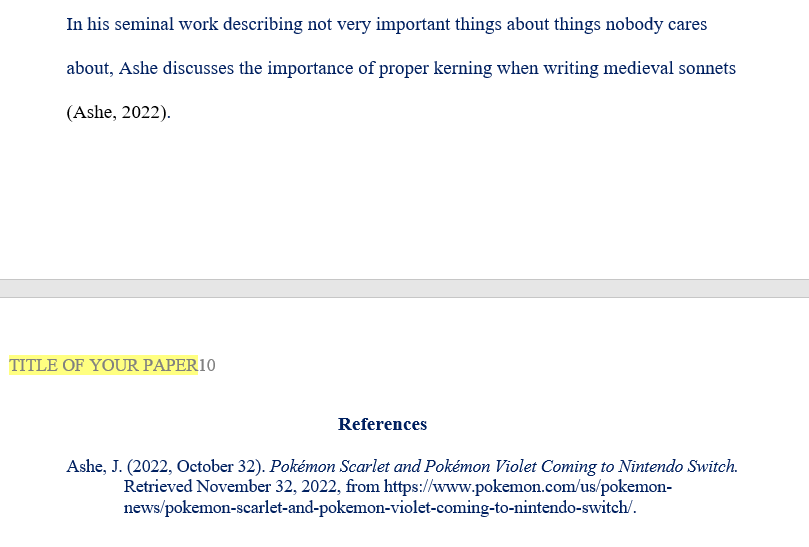 In his seminal work describing not very important things about things nobody cares
about, Ashe discusses the importance of proper kerning when writing medieval sonnets
(Ashe, 2022).
TITLE OF YOUR PAPER10
References
Ashe, J. (2022, October 32). Pokémon Scarlet and Pokémon Violet Coming to Nintendo Switch.
Retrieved November 32, 2022, from https://www.pokemon.com/us/pokemon-
news/pokemon-scarlet-and-pokemon-violet-coming-to-nintendo-switch/.